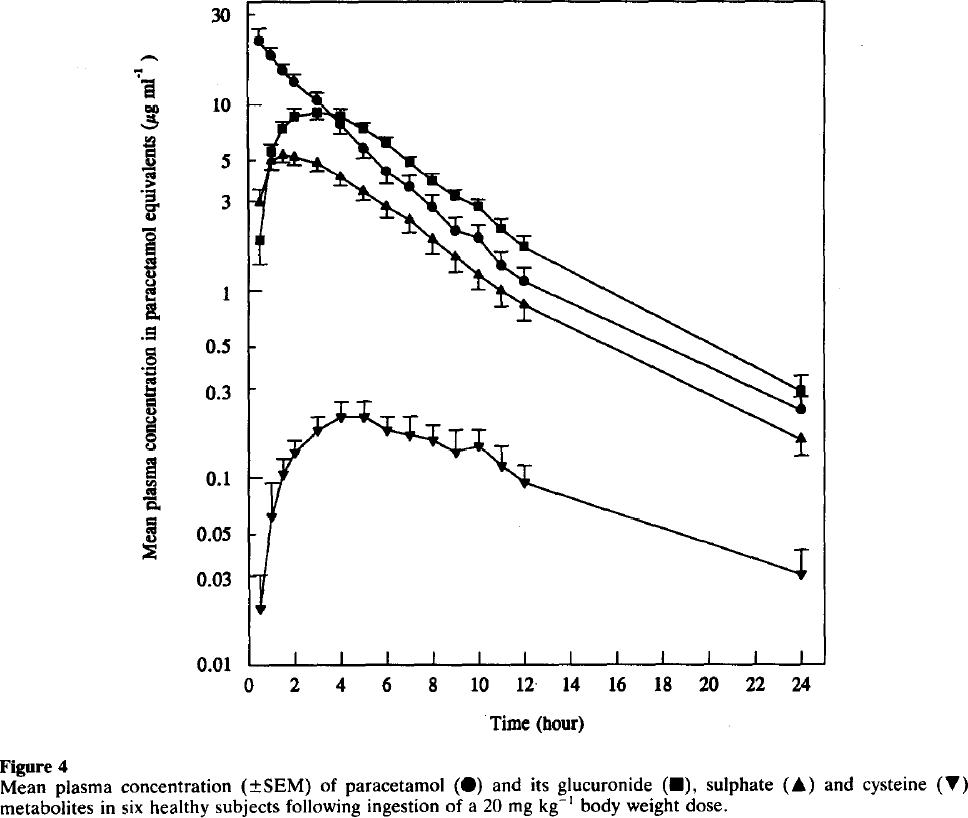 30
10
5
3
1
0.5
0.3
0.1
0.05
0.03
0.01
Mean plasma concentration in paracetamol equivalents (μg ml⁻¹)
0 2 4 6 8 10 12 14 16 18 20 22 24
Time (hour)
Figure 4
Mean plasma concentration (±SEM) of paracetamol (●) and its glucuronide (■), sulphate (▲) and cysteine (▼)
metabolites in six healthy subjects following ingestion of a 20 mg kg⁻¹ body weight dose.